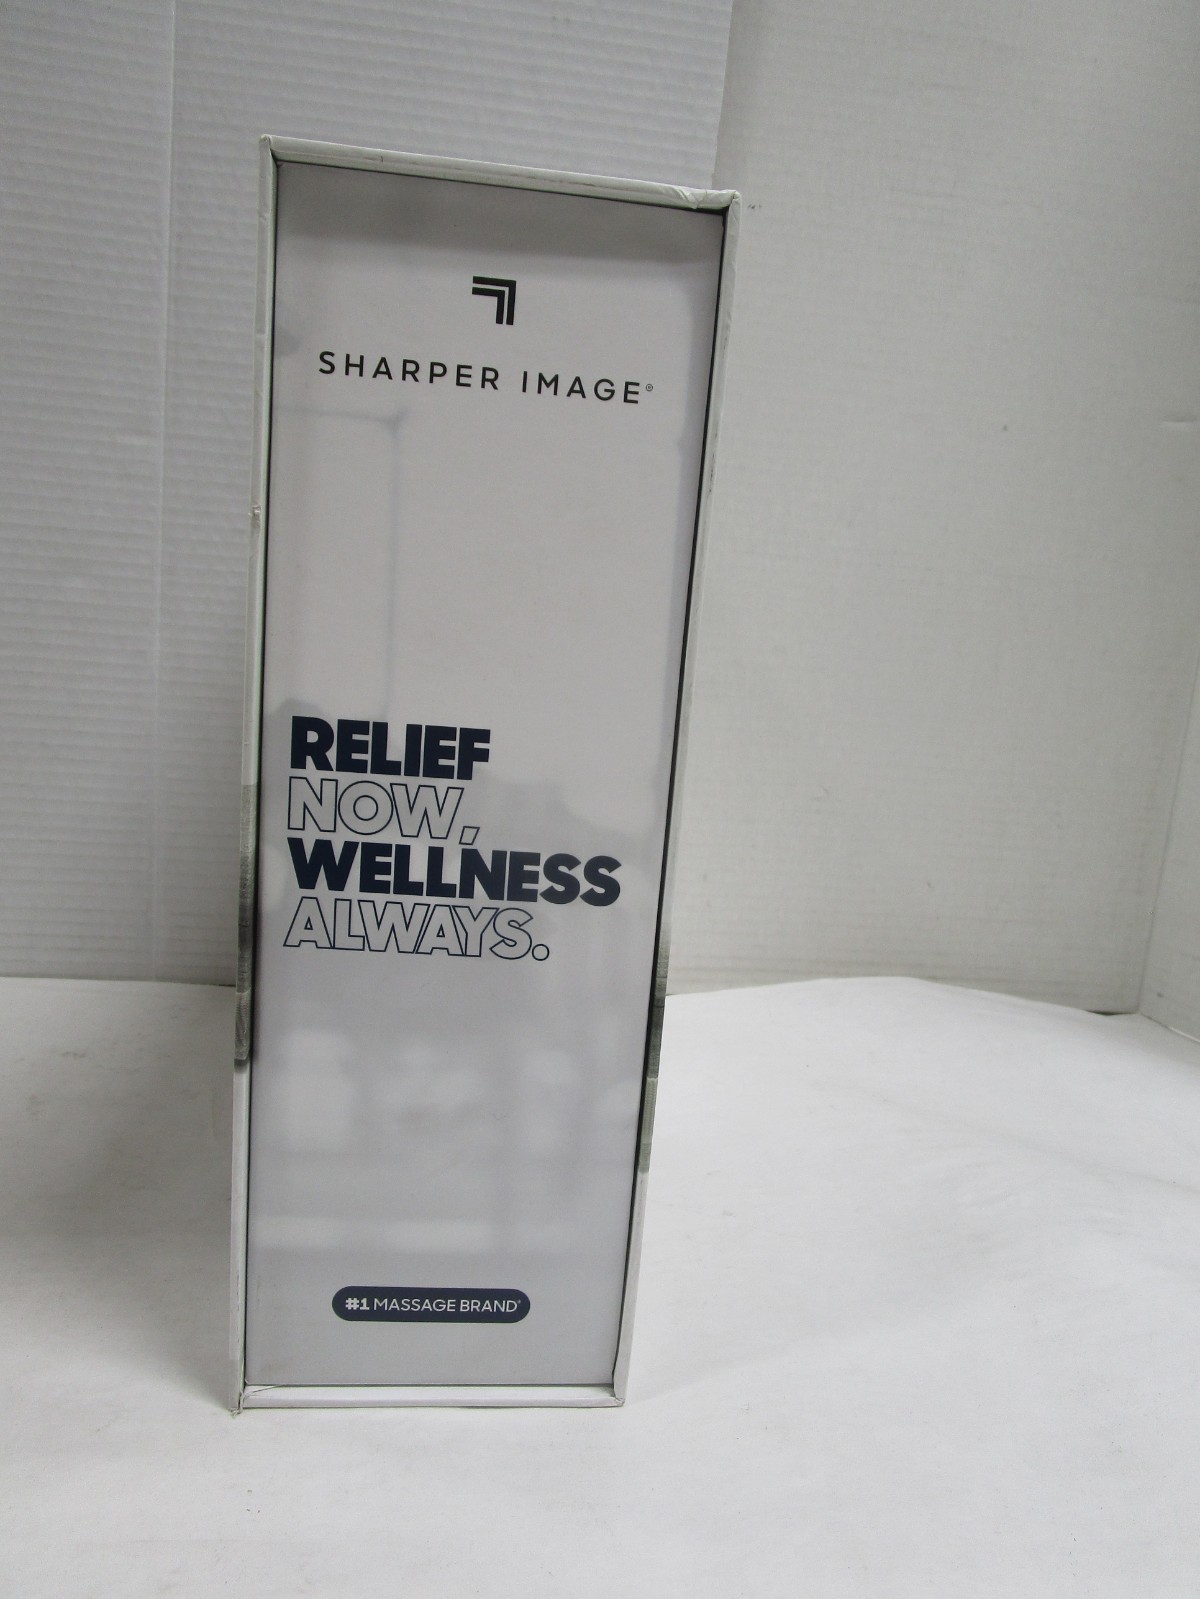 SHARPER IMAGE®
RELIEF
NOW,
WELLNESS
ALWAYS.
#1 MASSAGE BRAND*